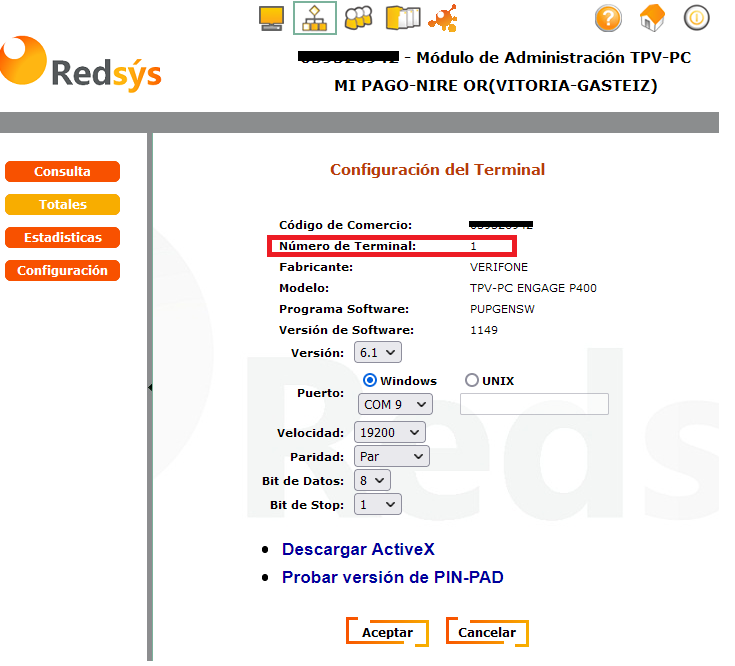 Redsýs
- Módulo de Administración TPV-PC
MI PAGO-NIRE OR(VITORIA-GASTEIZ)
Consulta
Totales
Estadisticas
Configuración
Configuración del Terminal
Código de Comercio:
Número de Terminal: 1
Fabricante: VERIFONE
Modelo: TPV-PC ENGAGE P400
Programa Software: PUPGENSW
Versión de Software: 1149
Versión: 6.1
Puerto: Windows UNIX
COM 9
Velocidad: 19200
Paridad: Par
Bit de Datos: 8
Bit de Stop: 1
Descargar ActiveX
Probar versión de PIN-PAD
Aceptar Cancelar
Reds